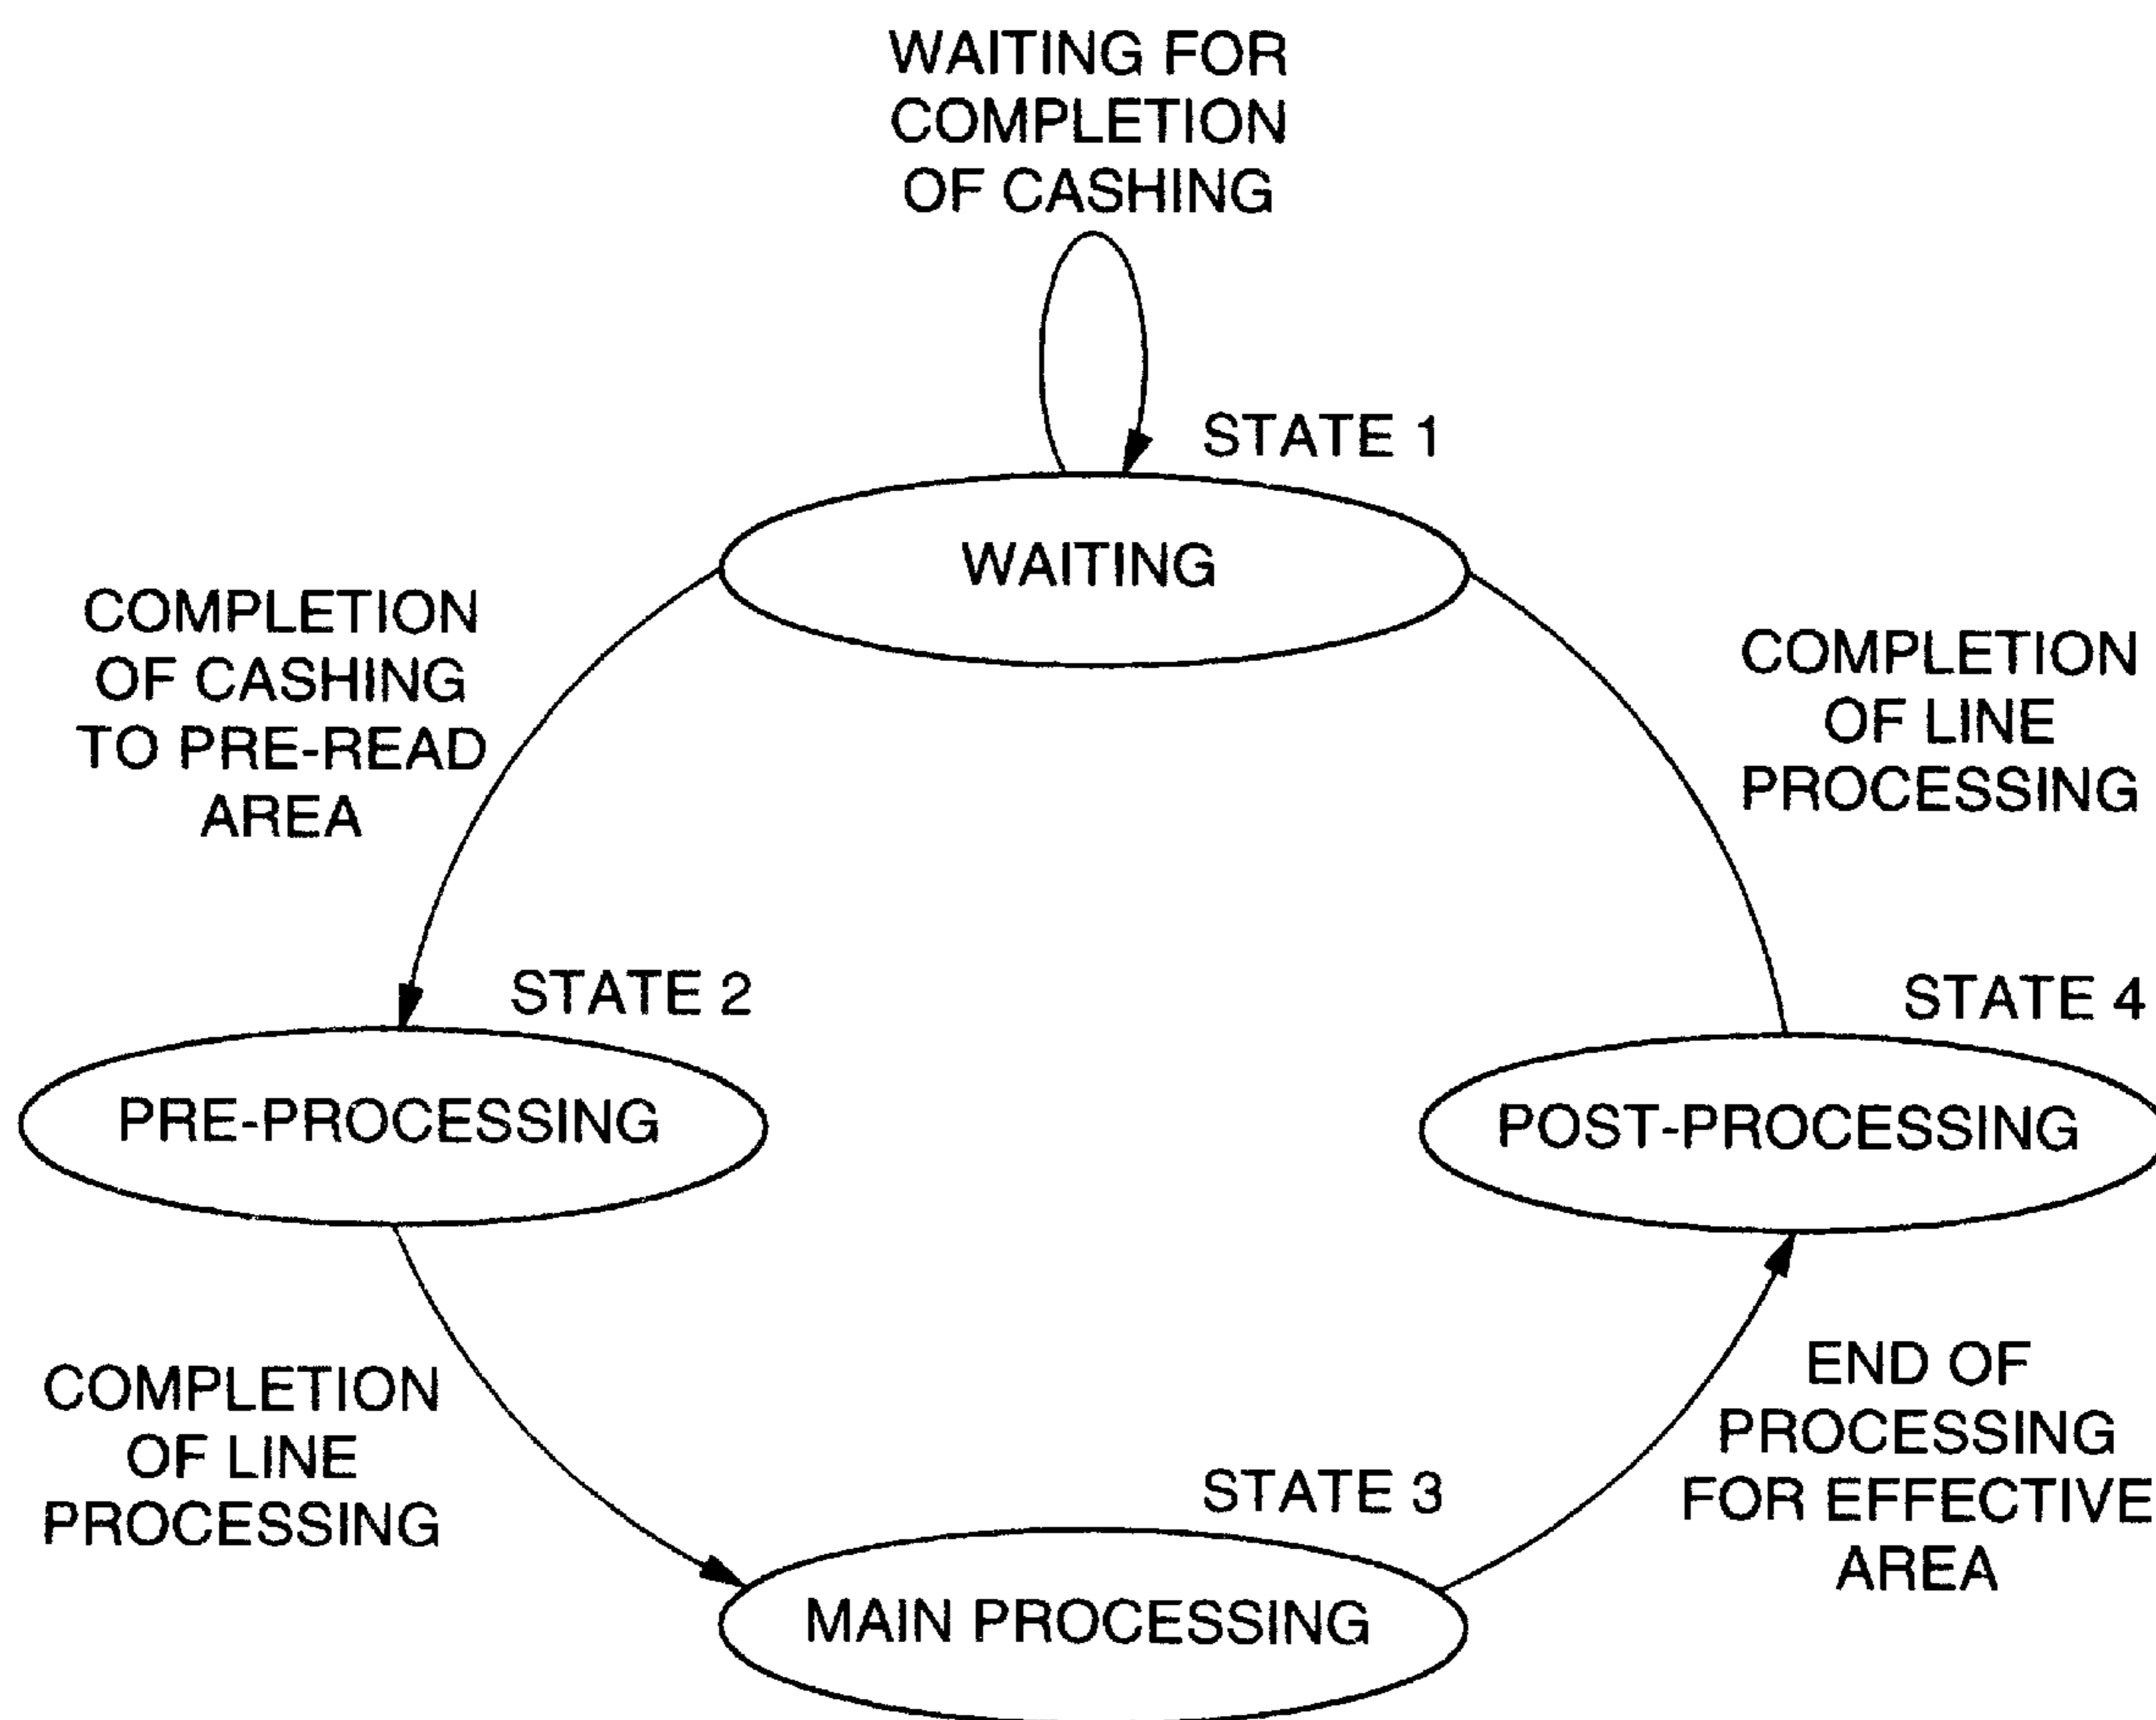 WAITING FOR
COMPLETION
OF CASHING
STATE 1
WAITING
COMPLETION
OF CASHING
TO PRE-READ
AREA
COMPLETION
OF LINE
PROCESSING
STATE 2
STATE 4
PRE-PROCESSING
POST-PROCESSING
COMPLETION
OF LINE
PROCESSING
END OF
PROCESSING
FOR EFFECTIVE
AREA
STATE 3
MAIN PROCESSING